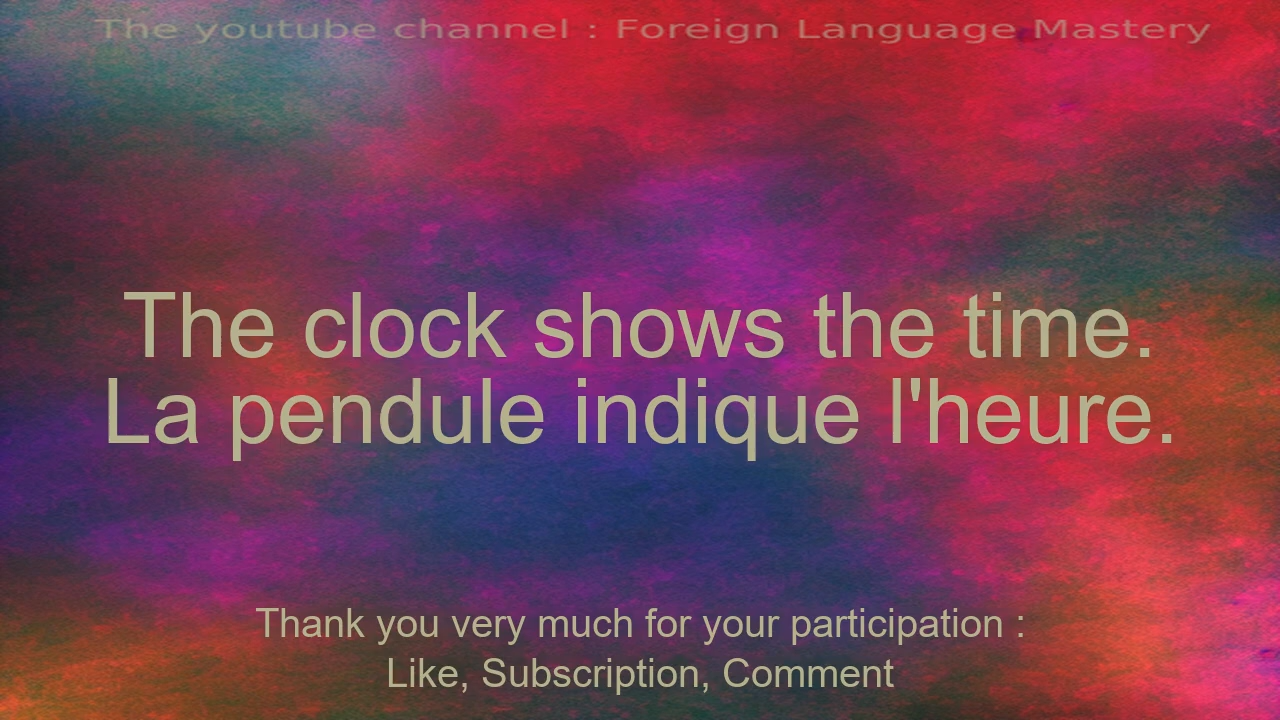 The youtube channel : Foreign Language Mastery
The clock shows the time.
La pendule indique l'heure.
Thank you very much for your participation :
Like, Subscription, Comment